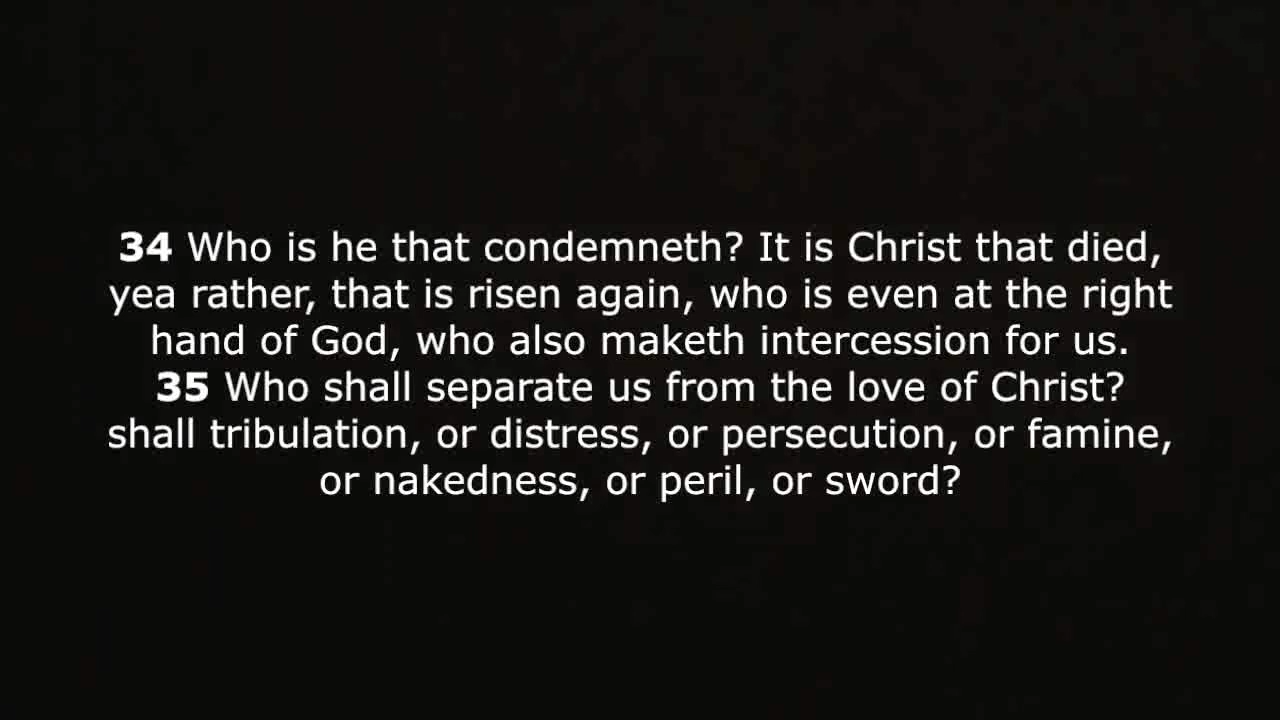 34 Who is he that condemneth? It is Christ that died,
yea rather, that is risen again, who is even at the right
hand of God, who also maketh intercession for us.
35 Who shall separate us from the love of Christ?
shall tribulation, or distress, or persecution, or famine,
or nakedness, or peril, or sword?